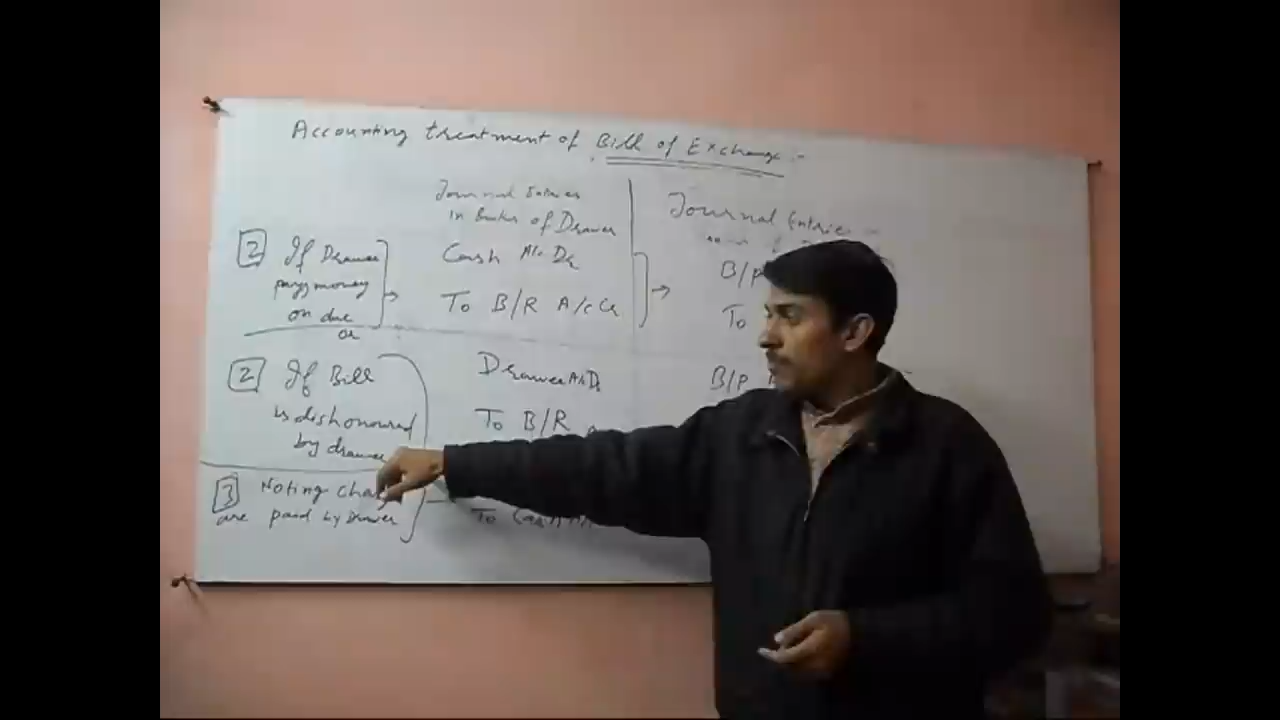 Accounting treatment of Bill of Exchange :-
Journal Entries
in Books of Drawer
Journal Entries
2 If Drawee
pays money
on due
or
Cash A/c Dr
To B/R A/c Cr
B/P
To
2 If Bill
is dishonoured
by drawee
Drawee A/c Dr
To B/R
B/P
3 Noting
are paid by Drawer
To Cash